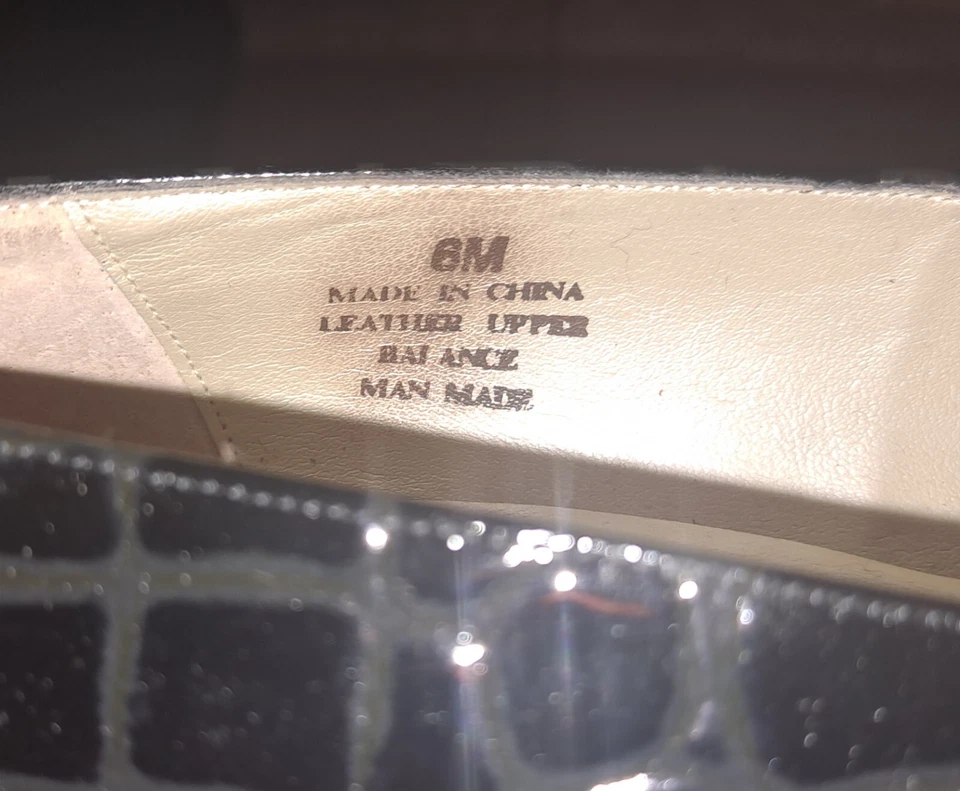 6M
MADE IN CHINA
LEATHER UPPER
BALANCE
MAN MADE